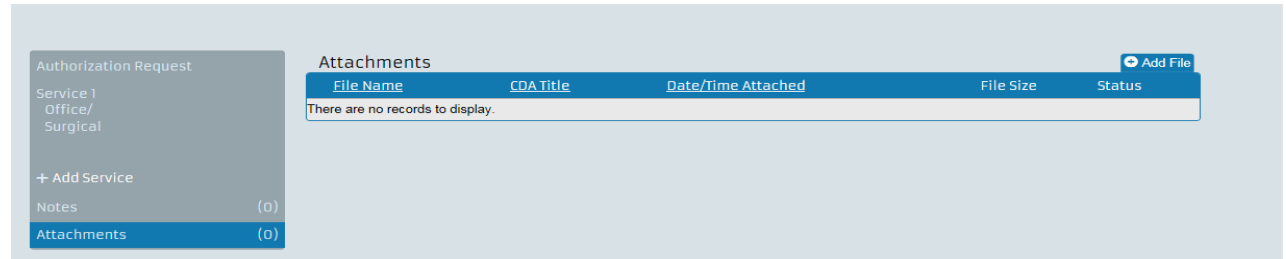 Authorization Request
Service 1
Office/
Surgical
+ Add Service
Notes (0)
Attachments (0)
Attachments
Add File
File Name CDA Title Date/Time Attached File Size Status
There are no records to display.